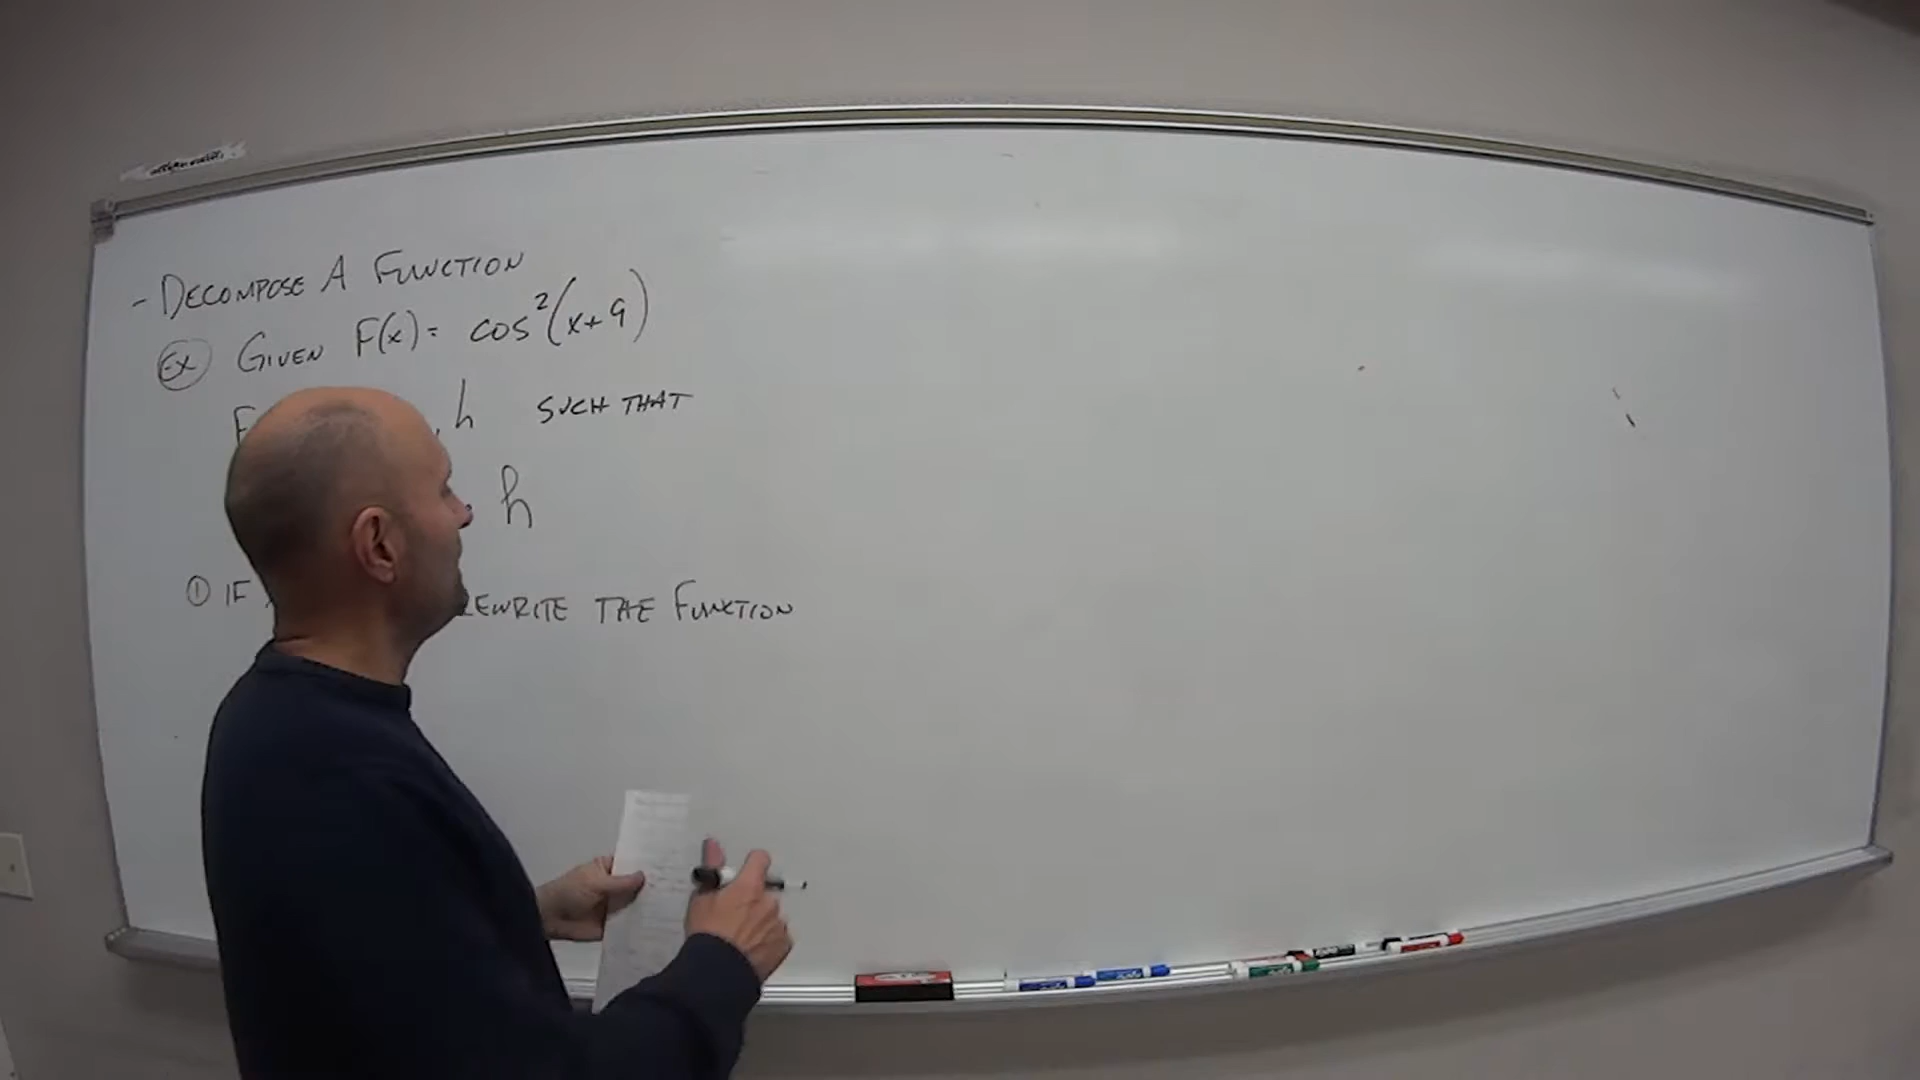 - DECOMPOSE A FUNCTION
EX GIVEN F(x) = cos²(x+9)
F , h SUCH THAT
h
① IF REWRITE THE FUNCTION